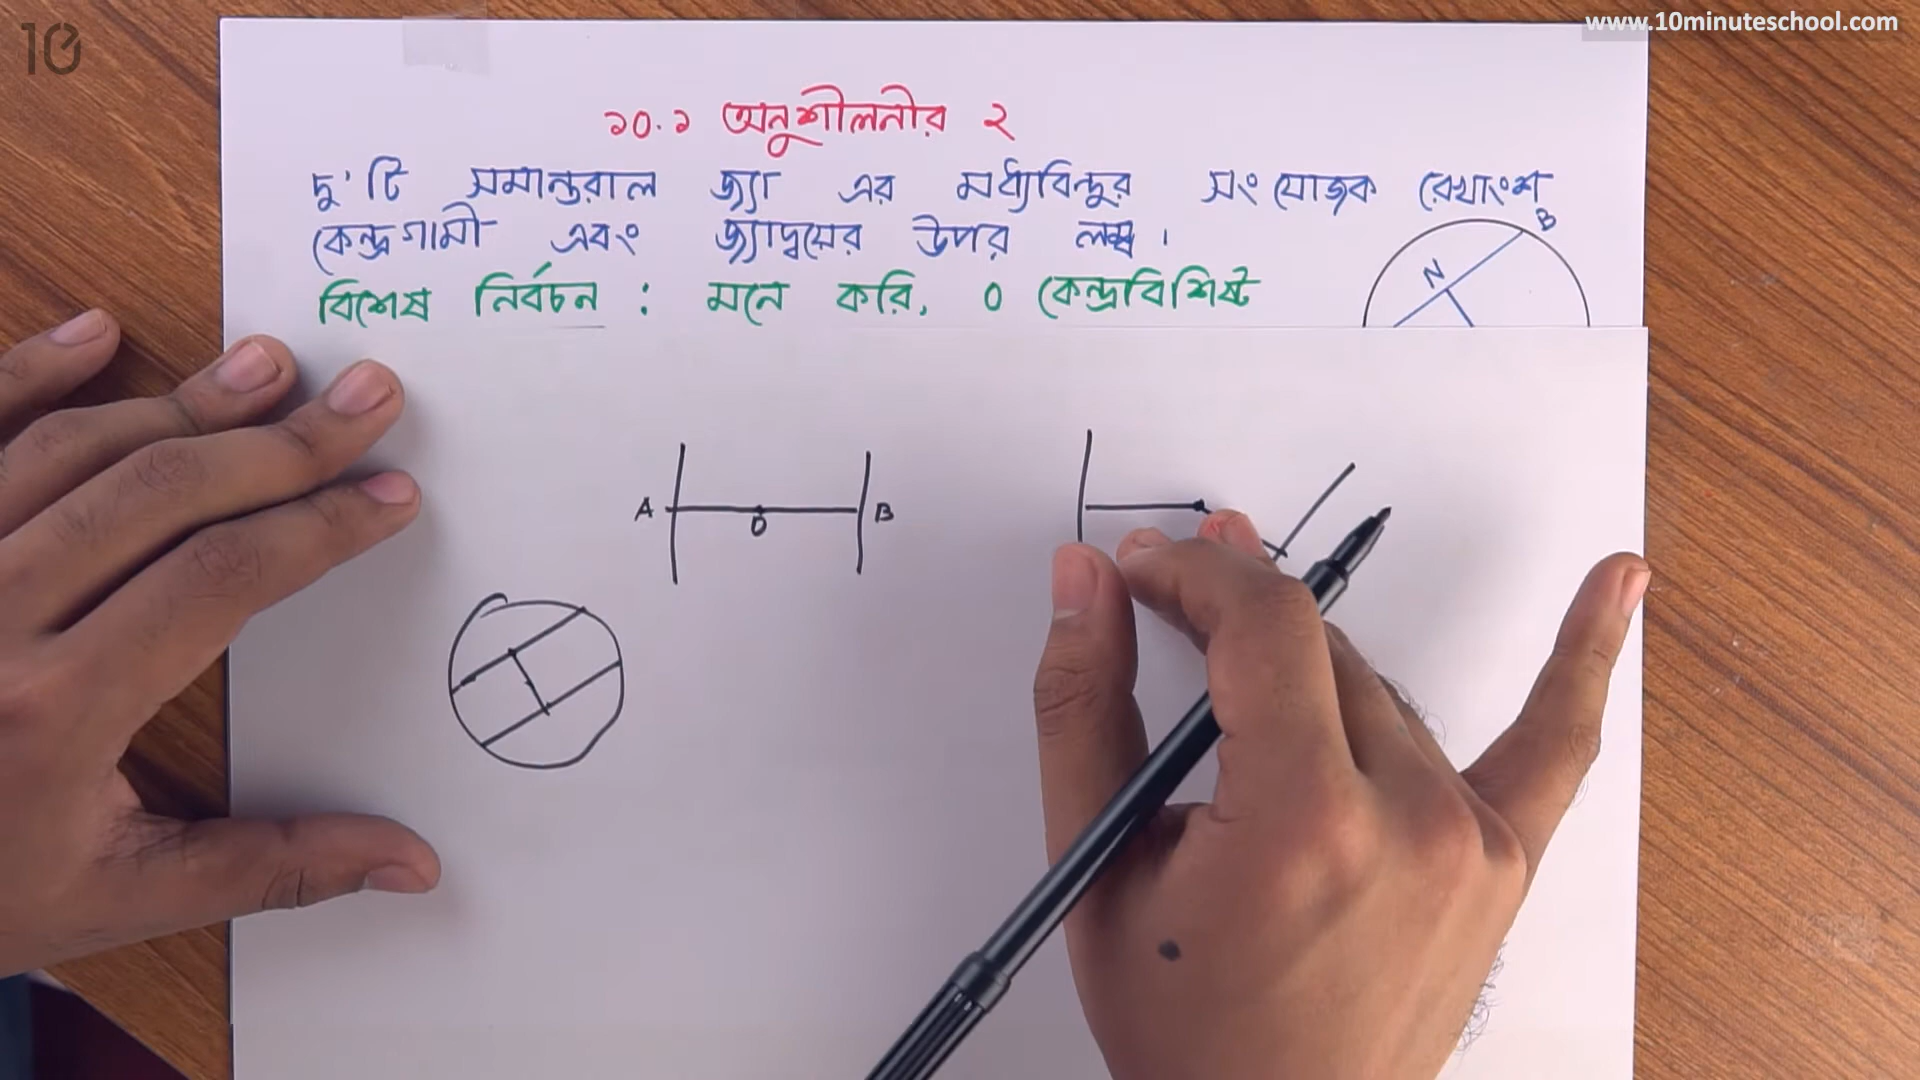 10
www.10minuteschool.com
১০.১ অনুশীলনীর ২
দু'টি সমান্তরাল জ্যা এর মধ্যবিন্দুর সংযোজক রেখাংশ
কেন্দ্রগামী এবং জ্যাদ্বয়ের উপর লম্ব।
B
N
বিশেষ নির্বচন : মনে করি, O কেন্দ্রবিশিষ্ট
A
O
B